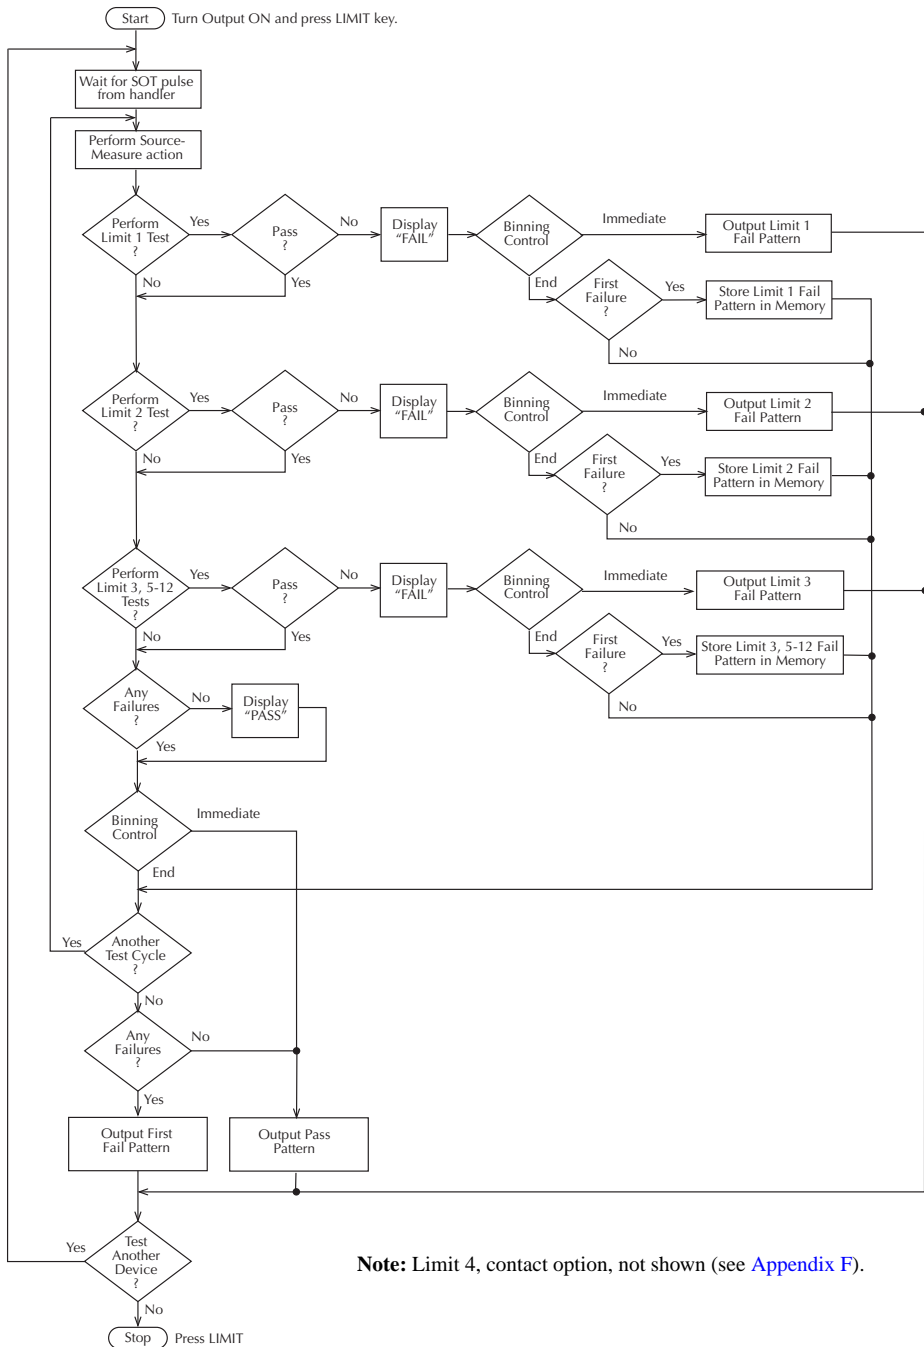 Start
Turn Output ON and press LIMIT key.
Wait for SOT pulse
from handler
Perform Source-
Measure action
Perform
Limit 1 Test
?
Yes
No
Pass
?
No
Yes
Display
“FAIL”
Binning
Control
Immediate
End
Output Limit 1
Fail Pattern
First
Failure
?
Yes
No
Store Limit 1 Fail
Pattern in Memory
Perform
Limit 2 Test
?
Yes
No
Pass
?
No
Yes
Display
“FAIL”
Binning
Control
Immediate
End
Output Limit 2
Fail Pattern
First
Failure
?
Yes
No
Store Limit 2 Fail
Pattern in Memory
Perform
Limit 3, 5-12
Tests
?
Yes
No
Pass
?
No
Yes
Display
“FAIL”
Binning
Control
Immediate
End
Output Limit 3
Fail Pattern
First
Failure
?
Yes
No
Store Limit 3, 5-12 Fail
Pattern in Memory
Any
Failures
?
No
Yes
Display
“PASS”
Binning
Control
Immediate
End
Another
Test Cycle
?
Yes
No
Any
Failures
?
No
Yes
Output First
Fail Pattern
Output Pass
Pattern
Test
Another
Device
?
Yes
No
Note: Limit 4, contact option, not shown (see Appendix F).
Stop
Press LIMIT